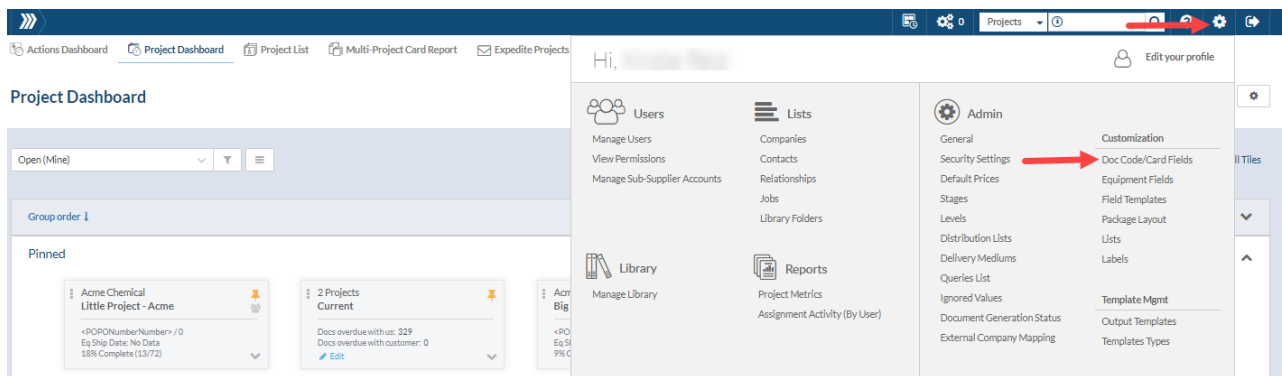 0 Projects
Actions Dashboard Project Dashboard Project List Multi-Project Card Report Expedite Projects
Hi,
Edit your profile
Project Dashboard
Users
Manage Users
View Permissions
Manage Sub-Supplier Accounts
Lists
Companies
Contacts
Relationships
Jobs
Library Folders
Library
Manage Library
Reports
Project Metrics
Assignment Activity (By User)
Admin
General
Security Settings
Default Prices
Stages
Levels
Distribution Lists
Delivery Mediums
Queries List
Ignored Values
Document Generation Status
External Company Mapping
Customization
Doc Code/Card Fields
Equipment Fields
Field Templates
Package Layout
Lists
Labels
Template Mgmt
Output Templates
Templates Types
Open (Mine)
ll Tiles
Group order
Pinned
Acme Chemical
Little Project - Acme
<POPONumberNumber> / 0
Eq Ship Date: No Data
18% Complete (13/72)
2 Projects
Current
Docs overdue with us: 329
Docs overdue with customer: 0
Edit
Acm
Big
<PO
Eq S
9% C